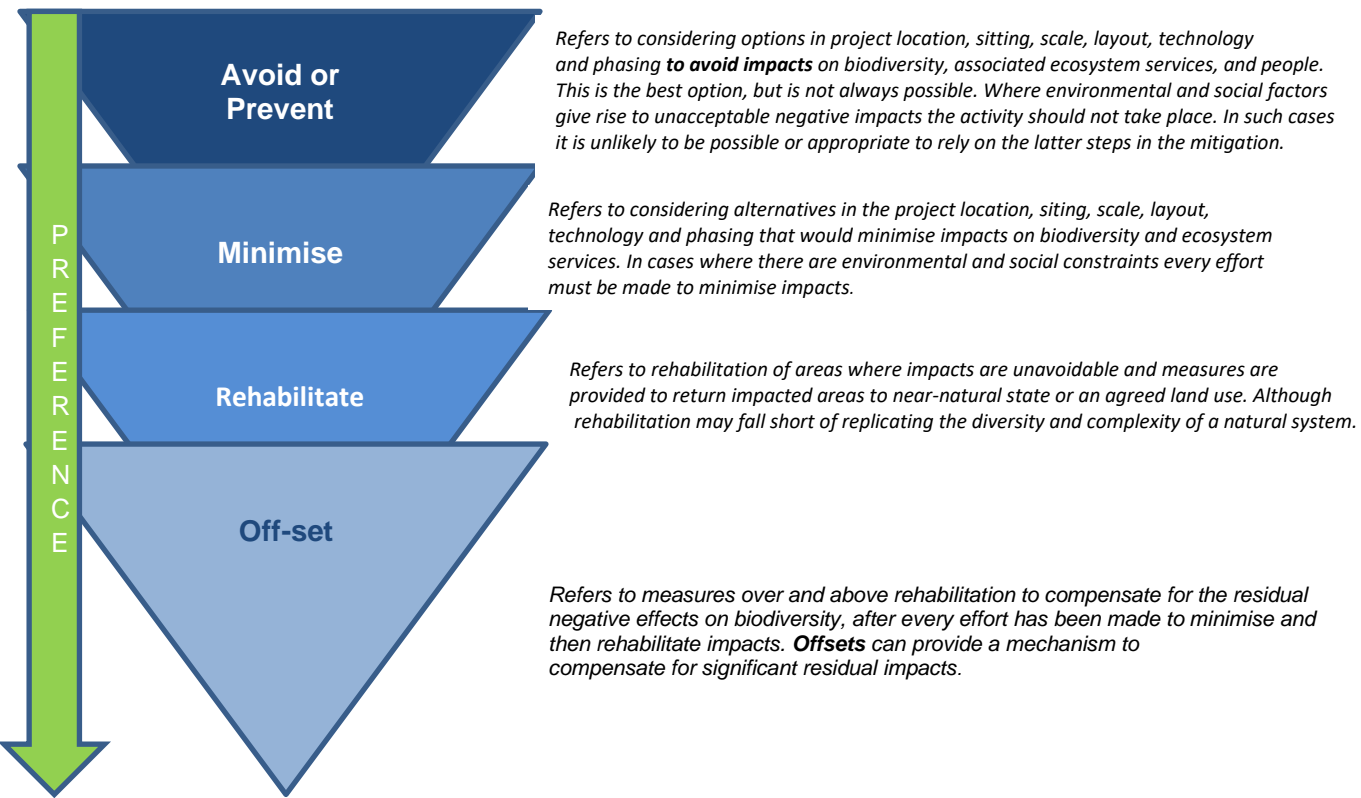 PREFERENCE
Avoid or
Prevent
Refers to considering options in project location, sitting, scale, layout, technology
and phasing to avoid impacts on biodiversity, associated ecosystem services, and people.
This is the best option, but is not always possible. Where environmental and social factors
give rise to unacceptable negative impacts the activity should not take place. In such cases
it is unlikely to be possible or appropriate to rely on the latter steps in the mitigation.
Minimise
Refers to considering alternatives in the project location, siting, scale, layout,
technology and phasing that would minimise impacts on biodiversity and ecosystem
services. In cases where there are environmental and social constraints every effort
must be made to minimise impacts.
Rehabilitate
Refers to rehabilitation of areas where impacts are unavoidable and measures are
provided to return impacted areas to near-natural state or an agreed land use. Although
rehabilitation may fall short of replicating the diversity and complexity of a natural system.
Off-set
Refers to measures over and above rehabilitation to compensate for the residual
negative effects on biodiversity, after every effort has been made to minimise and
then rehabilitate impacts. Offsets can provide a mechanism to
compensate for significant residual impacts.